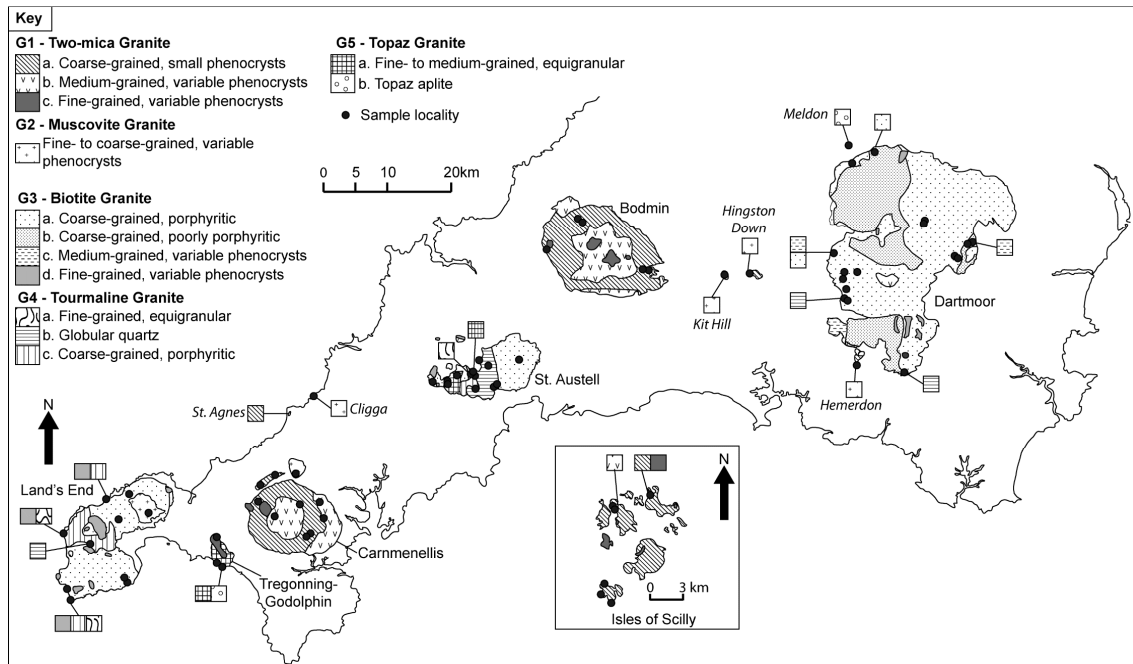 Key
G1 - Two-mica Granite
a. Coarse-grained, small phenocrysts
b. Medium-grained, variable phenocrysts
c. Fine-grained, variable phenocrysts
G2 - Muscovite Granite
Fine- to coarse-grained, variable
phenocrysts
G3 - Biotite Granite
a. Coarse-grained, porphyritic
b. Coarse-grained, poorly porphyritic
c. Medium-grained, variable phenocrysts
d. Fine-grained, variable phenocrysts
G4 - Tourmaline Granite
a. Fine-grained, equigranular
b. Globular quartz
c. Coarse-grained, porphyritic
G5 - Topaz Granite
a. Fine- to medium-grained, equigranular
b. Topaz aplite
Sample locality
0 5 10 20km
Meldon
Bodmin
Hingston
Down
Kit Hill
Dartmoor
Hemerdon
St. Austell
St. Agnes
Cligga
N
Land's End
Carnmenellis
Tregonning-
Godolphin
N
0 3 km
Isles of Scilly